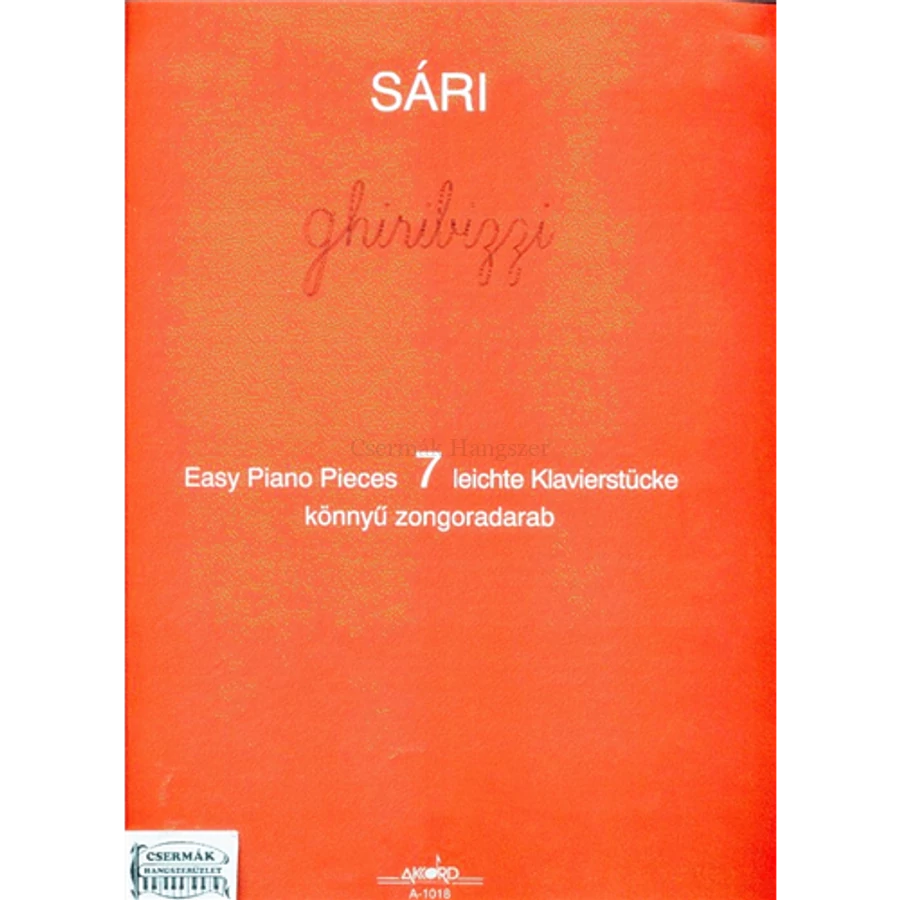 SÁRI
ghiribizzi
Csermák Hangszer
Easy Piano Pieces 7 leichte Klavierstücke
könnyű zongoradarab
CSERMÁK
HANGSZERÜZLET
AKKORD
A-1018